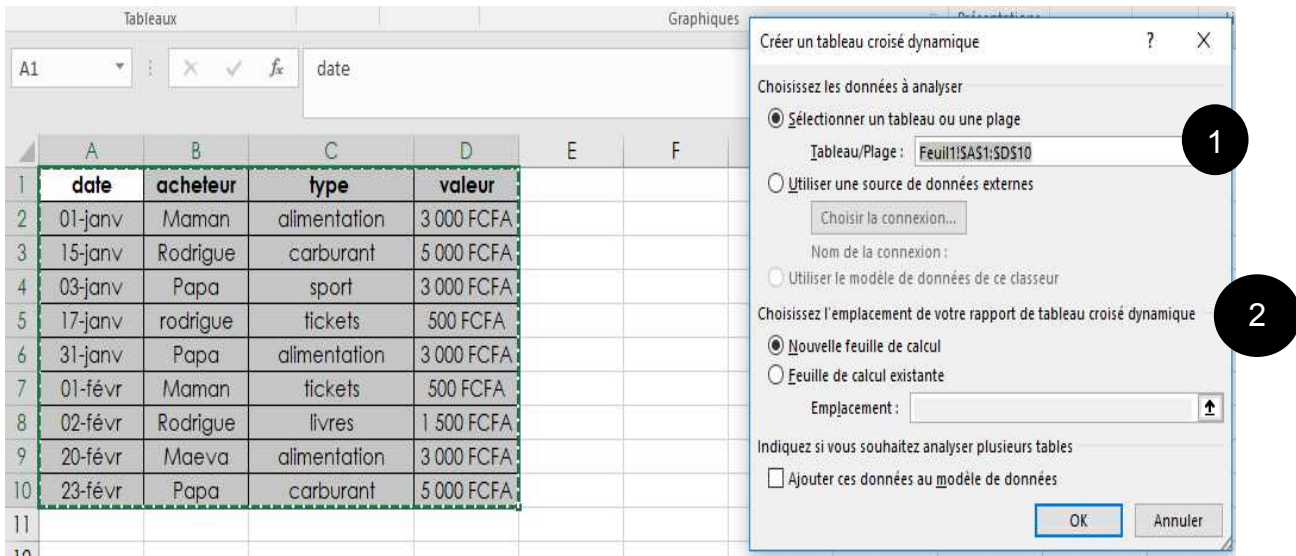 Tableaux Graphiques
A1 fx date
A B C D E F
1 date acheteur type valeur
2 01-janv Maman alimentation 3 000 FCFA
3 15-janv Rodrigue carburant 5 000 FCFA
4 03-janv Papa sport 3 000 FCFA
5 17-janv rodrigue tickets 500 FCFA
6 31-janv Papa alimentation 3 000 FCFA
7 01-févr Maman tickets 500 FCFA
8 02-févr Rodrigue livres 1 500 FCFA
9 20-févr Maeva alimentation 3 000 FCFA
10 23-févr Papa carburant 5 000 FCFA
11
Créer un tableau croisé dynamique ? X
Choisissez les données à analyser
Sélectionner un tableau ou une plage
Tableau/Plage : Feuil1!$A$1:$D$10
1
Utiliser une source de données externes
Choisir la connexion...
Nom de la connexion :
Utiliser le modèle de données de ce classeur
Choisissez l'emplacement de votre rapport de tableau croisé dynamique
2
Nouvelle feuille de calcul
Feuille de calcul existante
Emplacement :
Indiquez si vous souhaitez analyser plusieurs tables
Ajouter ces données au modèle de données
OK Annuler